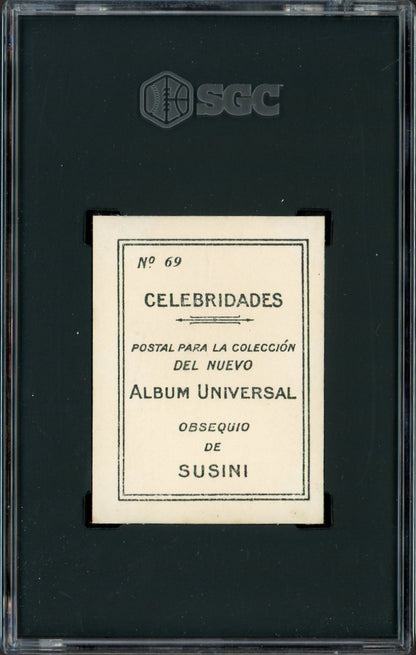 SGC
Nº 69
CELEBRIDADES
POSTAL PARA LA COLECCIÓN
DEL NUEVO
ALBUM UNIVERSAL
OBSEQUIO
DE
SUSINI